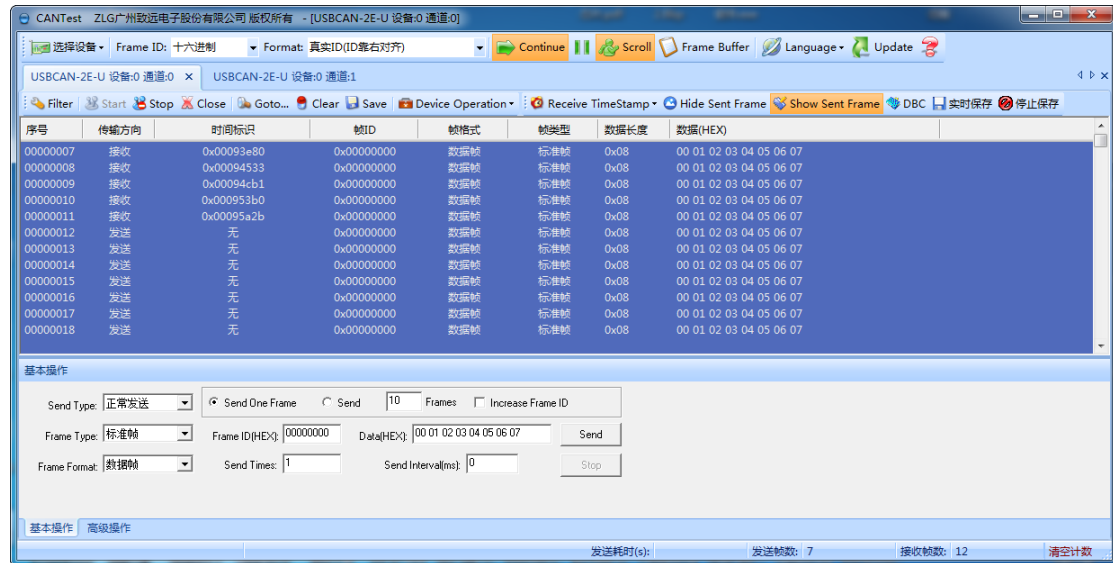 CANTest ZLG广州致远电子股份有限公司 版权所有 - [USBCAN-2E-U 设备:0 通道:0]
选择设备 Frame ID: 十六进制 Format: 真实ID(ID靠右对齐) Continue Scroll Frame Buffer Language Update
USBCAN-2E-U 设备:0 通道:0 × USBCAN-2E-U 设备:0 通道:1
Filter Start Stop Close Goto... Clear Save Device Operation Receive TimeStamp Hide Sent Frame Show Sent Frame DBC 实时保存 停止保存
序号 传输方向 时间标识 帧ID 帧格式 帧类型 数据长度 数据(HEX)
00000007 接收 0x00093e80 0x00000000 数据帧 标准帧 0x08 00 01 02 03 04 05 06 07
00000008 接收 0x00094533 0x00000000 数据帧 标准帧 0x08 00 01 02 03 04 05 06 07
00000009 接收 0x00094cb1 0x00000000 数据帧 标准帧 0x08 00 01 02 03 04 05 06 07
00000010 接收 0x000953b0 0x00000000 数据帧 标准帧 0x08 00 01 02 03 04 05 06 07
00000011 接收 0x00095a2b 0x00000000 数据帧 标准帧 0x08 00 01 02 03 04 05 06 07
00000012 发送 无 0x00000000 数据帧 标准帧 0x08 00 01 02 03 04 05 06 07
00000013 发送 无 0x00000000 数据帧 标准帧 0x08 00 01 02 03 04 05 06 07
00000014 发送 无 0x00000000 数据帧 标准帧 0x08 00 01 02 03 04 05 06 07
00000015 发送 无 0x00000000 数据帧 标准帧 0x08 00 01 02 03 04 05 06 07
00000016 发送 无 0x00000000 数据帧 标准帧 0x08 00 01 02 03 04 05 06 07
00000017 发送 无 0x00000000 数据帧 标准帧 0x08 00 01 02 03 04 05 06 07
00000018 发送 无 0x00000000 数据帧 标准帧 0x08 00 01 02 03 04 05 06 07
基本操作
Send Type: 正常发送 Send One Frame Send 10 Frames Increase Frame ID
Frame Type: 标准帧 Frame ID(HEX): 00000000 Data(HEX): 00 01 02 03 04 05 06 07 Send
Frame Format: 数据帧 Send Times: 1 Send Interval(ms): 0 Stop
基本操作 高级操作
发送耗时(s): 发送帧数: 7 接收帧数: 12 清空计数